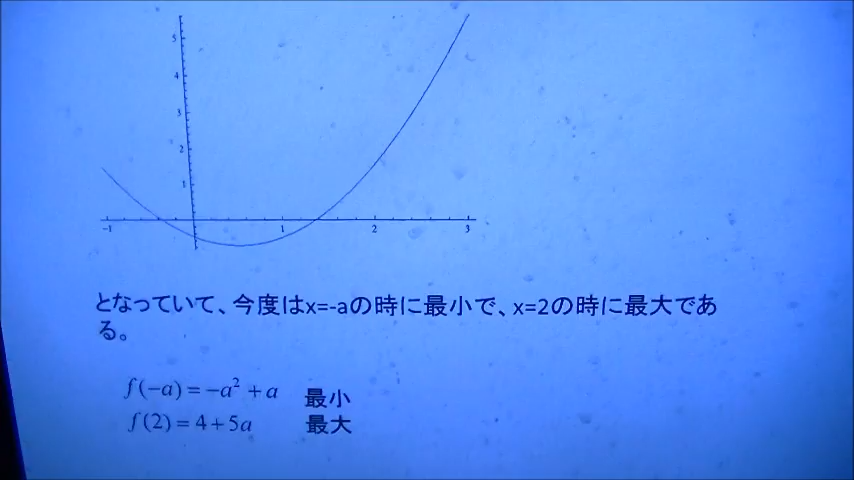 5
4
3
2
1
-1 1 2 3
となっていて、今度はx=-aの時に最小で、x=2の時に最大であ
る。
f(-a) = -a² + a 最小
f(2) = 4 + 5a 最大